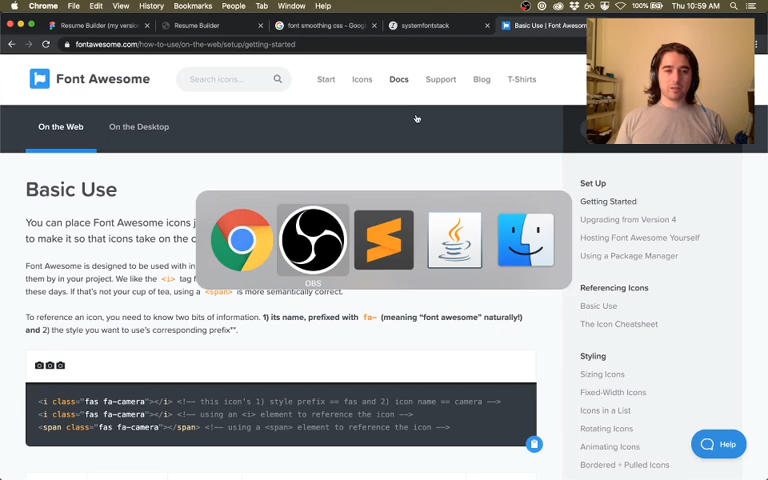 Chrome File Edit View History Bookmarks People Tab Window Help 100% Thu 10:59 AM
Resume Builder (my version Resume Builder font smoothing css - Goog systemfontstack Basic Use | Font Awesom
fontawesome.com/how-to-use/on-the-web/setup/getting-started
Font Awesome Search icons... Start Icons Docs Support Blog T-Shirts
On the Web On the Desktop
Basic Use
You can place Font Awesome icons j
to make it so that icons take on the c
Font Awesome is designed to be used with in
them by in your project. We like the <i> tag f
OBS
these days. If that's not your cup of tea, using a <span> is more semantically correct.
To reference an icon, you need to know two bits of information. 1) its name, prefixed with fa- (meaning "font awesome" naturally!)
and 2) the style you want to use's corresponding prefix**.
<i class="fas fa-camera"></i> <!-- this icon's 1) style prefix == fas and 2) icon name == camera -->
<i class="fas fa-camera"></i> <!-- using an <i> element to reference the icon -->
<span class="fas fa-camera"></span> <!-- using a <span> element to reference the icon -->
Set Up
Getting Started
Upgrading from Version 4
Hosting Font Awesome Yourself
Using a Package Manager
Referencing Icons
Basic Use
The Icon Cheatsheet
Styling
Sizing Icons
Fixed-Width Icons
Icons in a List
Rotating Icons
Animating Icons
Bordered + Pulled Icons
Help